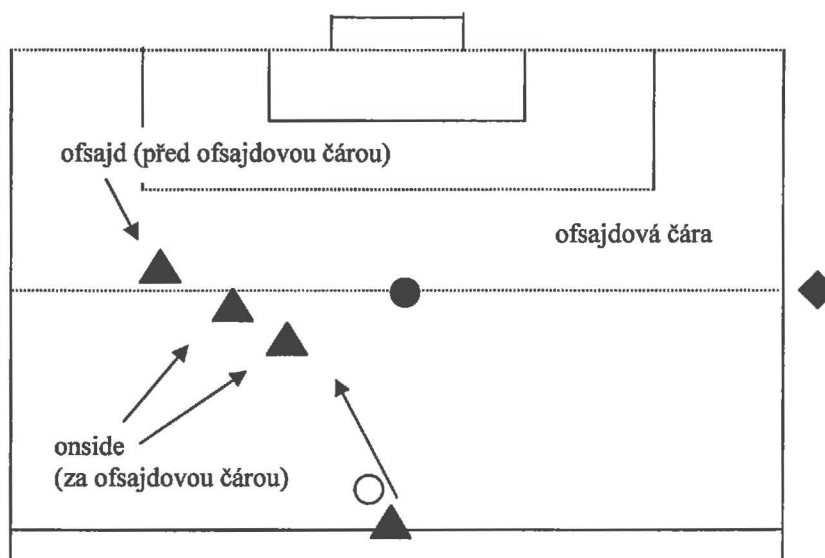 ofsajd (před ofsajdovou čárou)
ofsajdová čára
onside
(za ofsajdovou čárou)